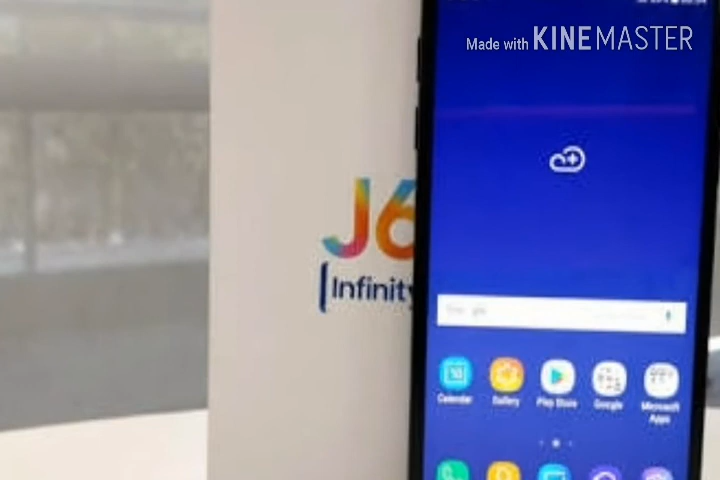 Made with KINEMASTER
J6
[Infinity
Calendar
Gallery
Play Store
Google
Microsoft
Apps